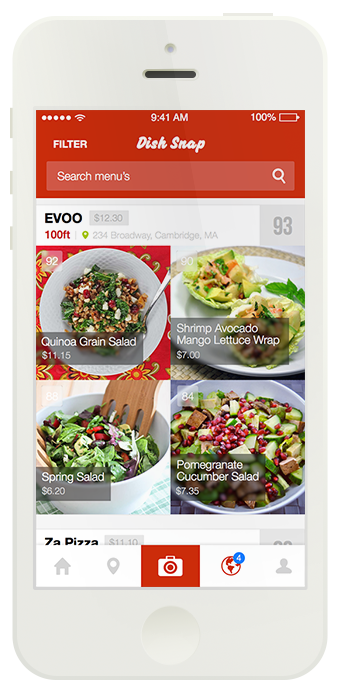 9:41 AM
100%
FILTER
Dish Snap
Search menu's
EVOO $12.30
93
100ft 234 Broadway, Cambridge, MA
92
90
Quinoa Grain Salad
$11.15
Shrimp Avocado
Mango Lettuce Wrap
$7.00
86
84
Spring Salad
$6.20
Pomegranate
Cucumber Salad
$7.35
Za Pizza $11.10
4